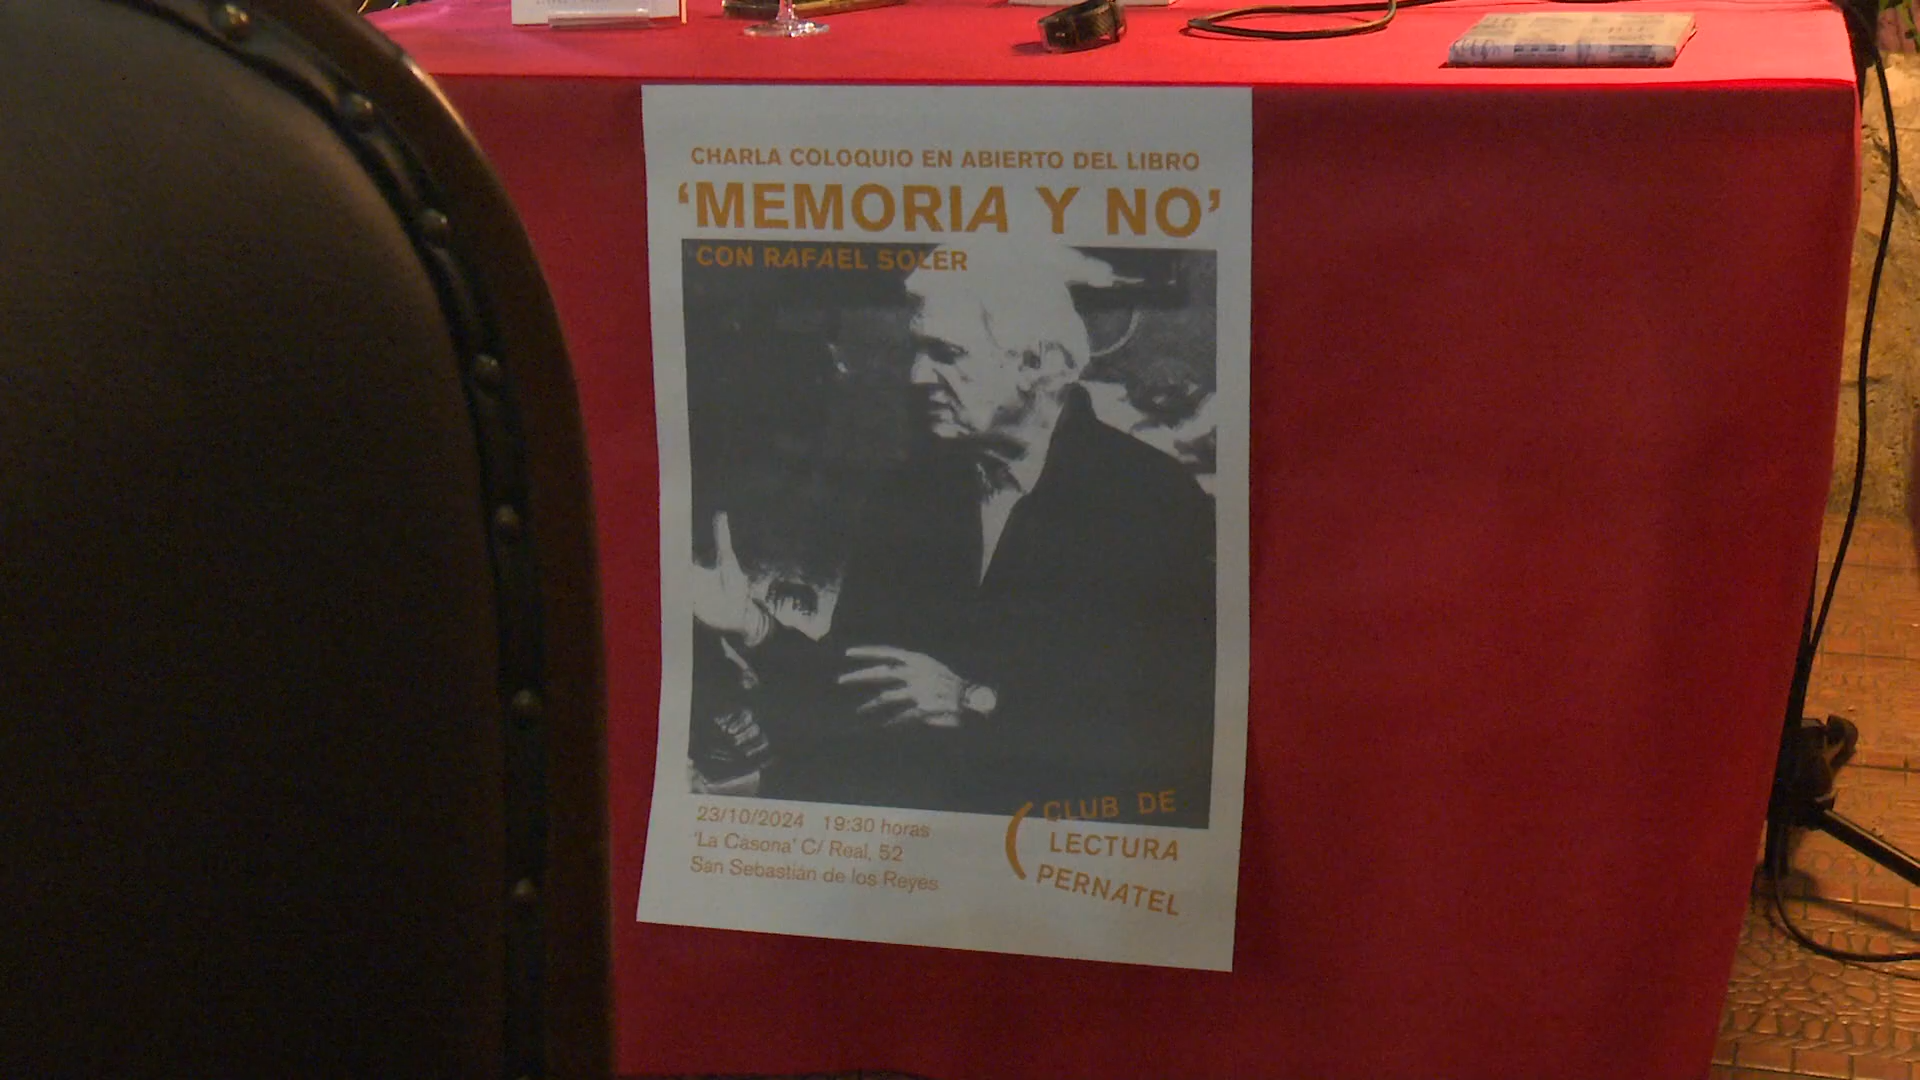 CHARLA COLOQUIO EN ABIERTO DEL LIBRO
‘MEMORIA Y NO’
CON RAFAEL SOLER
23/10/2024 19:30 horas
‘La Casona’ C/ Real, 52
San Sebastián de los Reyes
CLUB DE
LECTURA
PERNATEL